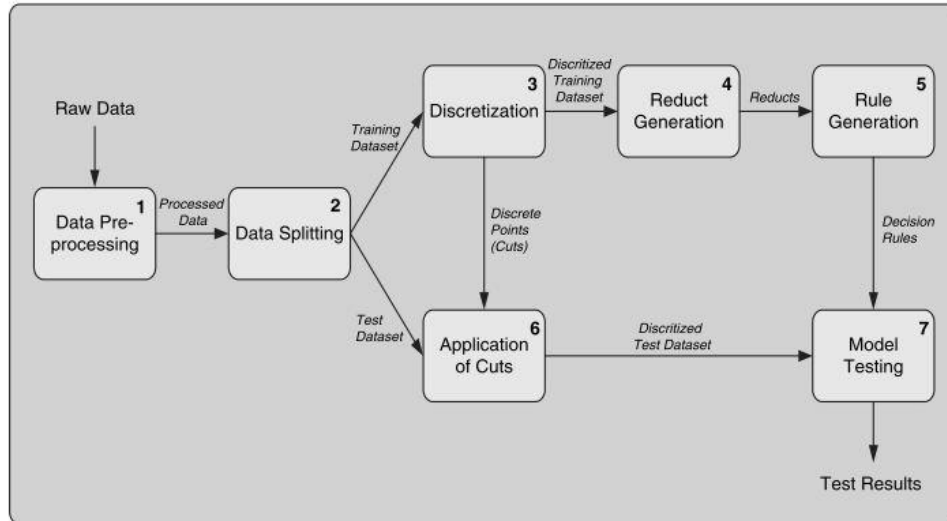 Raw Data
1
Data Pre-
processing
Processed
Data
2
Data Splitting
Training
Dataset
Test
Dataset
3
Discretization
Discritized
Training
Dataset
4
Reduct
Generation
Reducts
5
Rule
Generation
Discrete
Points
(Cuts)
Decision
Rules
6
Application
of Cuts
Discritized
Test Dataset
7
Model
Testing
Test Results